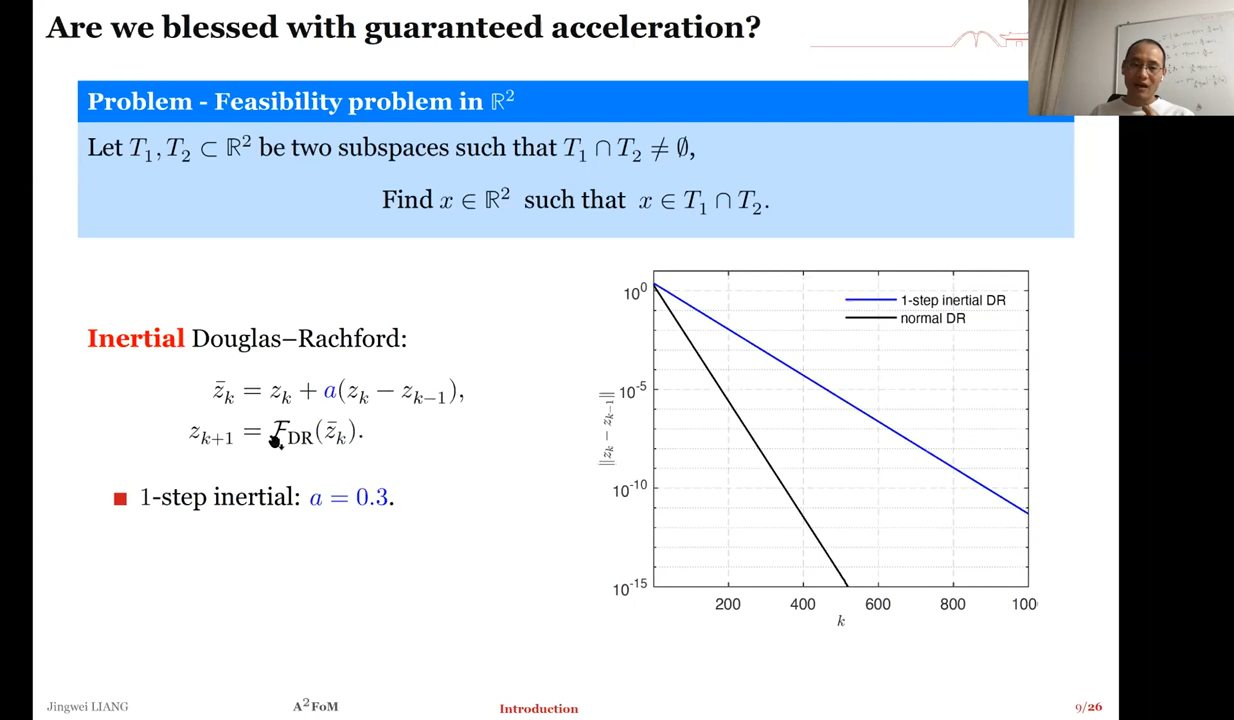 Are we blessed with guaranteed acceleration?
Problem - Feasibility problem in ℝ²
Let T₁, T₂ ⊂ ℝ² be two subspaces such that T₁ ∩ T₂ ≠ ∅,
Find x ∈ ℝ² such that x ∈ T₁ ∩ T₂.
Inertial Douglas–Rachford:
z̄ₖ = zₖ + a(zₖ − zₖ₋₁),
zₖ₊₁ = ℱ_DR(z̄ₖ).
1-step inertial: a = 0.3.
1-step inertial DR
normal DR
‖zₖ − zₖ₋₁‖
10⁰
10⁻⁵
10⁻¹⁰
10⁻¹⁵
200 400 600 800 100
k
Jingwei LIANG A²FoM Introduction 9/26